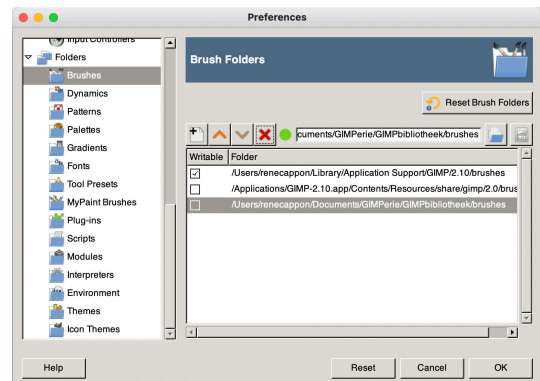 Preferences
Input Controllers
Folders
Brushes
Dynamics
Patterns
Palettes
Gradients
Fonts
Tool Presets
MyPaint Brushes
Plug-ins
Scripts
Modules
Interpreters
Environment
Themes
Icon Themes
Brush Folders
Reset Brush Folders
cuments/GIMPerie/GIMPbibliotheek/brushes
Writable Folder
/Users/renecappon/Library/Application Support/GIMP/2.10/brushes
/Applications/GIMP-2.10.app/Contents/Resources/share/gimp/2.0/brus
/Users/renecappon/Documents/GIMPerie/GIMPbibliotheek/brushes
Help Reset Cancel OK